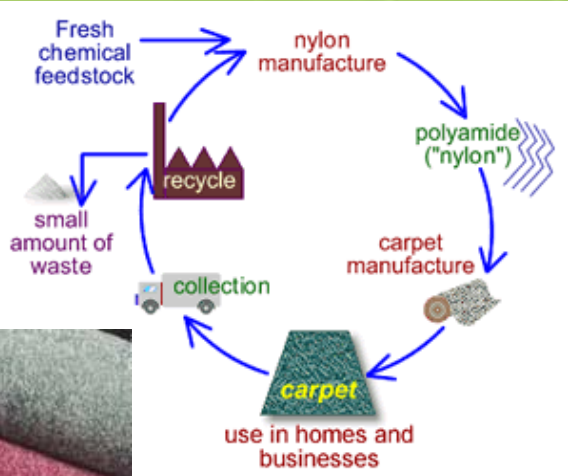 Fresh
chemical
feedstock
nylon
manufacture
polyamide
("nylon")
recycle
small
amount of
waste
carpet
manufacture
collection
carpet
use in homes and
businesses